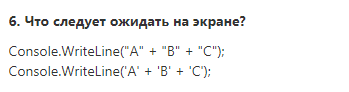 6. Что следует ожидать на экране?
Console.WriteLine("A" + "B" + "C");
Console.WriteLine('A' + 'B' + 'C');